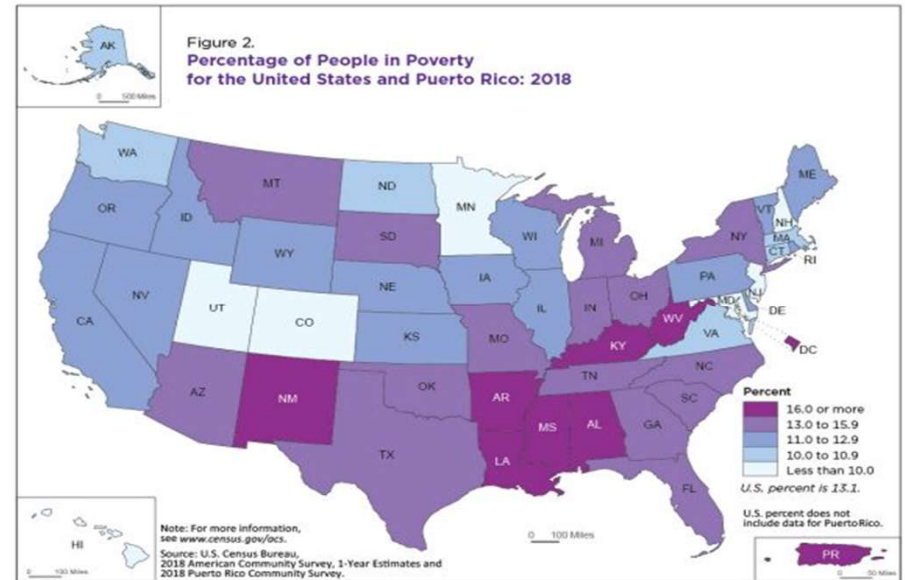 AK
0 500 Miles
Figure 2.
Percentage of People in Poverty
for the United States and Puerto Rico: 2018
WA
MT
ND
MN
ME
OR
ID
SD
WI
MI
NY
VT
NH
MA
CT
RI
WY
NE
IA
PA
NJ
NV
UT
CO
KS
IL
IN
OH
MD
DE
CA
MO
WV
KY
VA
DC
AZ
NM
OK
AR
TN
NC
SC
TX
LA
MS
AL
GA
FL
Percent
16.0 or more
13.0 to 15.9
11.0 to 12.9
10.0 to 10.9
Less than 10.0
U.S. percent is 13.1.
U.S. percent does not
include data for Puerto Rico.
HI
0 100 Miles
Note: For more information,
see www.census.gov/acs.
Source: U.S. Census Bureau,
2018 American Community Survey, 1-Year Estimates and
2018 Puerto Rico Community Survey.
0 100 Miles
PR
0 50 Miles